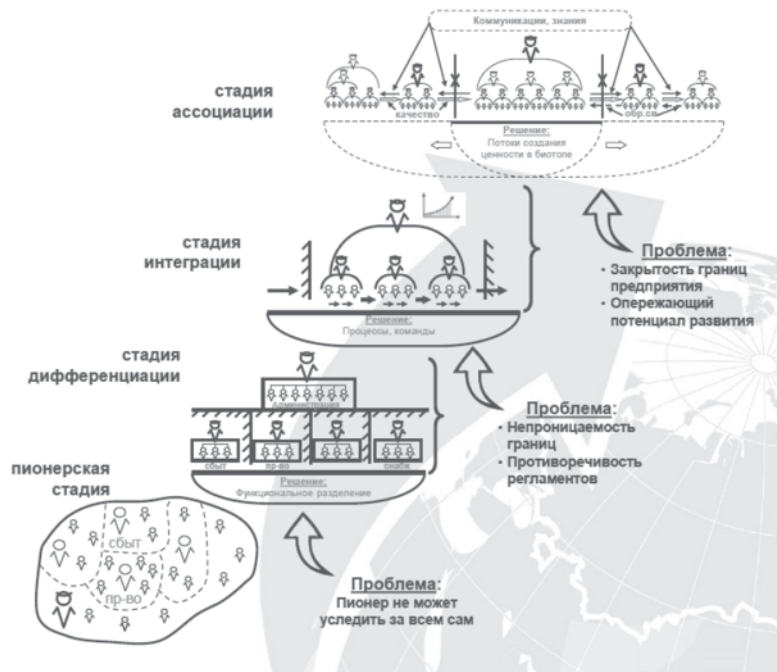 Коммуникации, знания
стадия
ассоциации
качество
обр.св
Решение:
Потоки создания
ценности в биотопе
стадия
интеграции
Решение:
Процессы, команды
Проблема:
• Закрытость границ
предприятия
• Опережающий
потенциал развития
стадия
дифференциации
Администрация
сбыт
пр-во
снабж
Решение:
Функциональное разделение
Проблема:
• Непроницаемость
границ
• Противоречивость
регламентов
пионерская
стадия
сбыт
пр-во
Проблема:
Пионер не может
уследить за всем сам